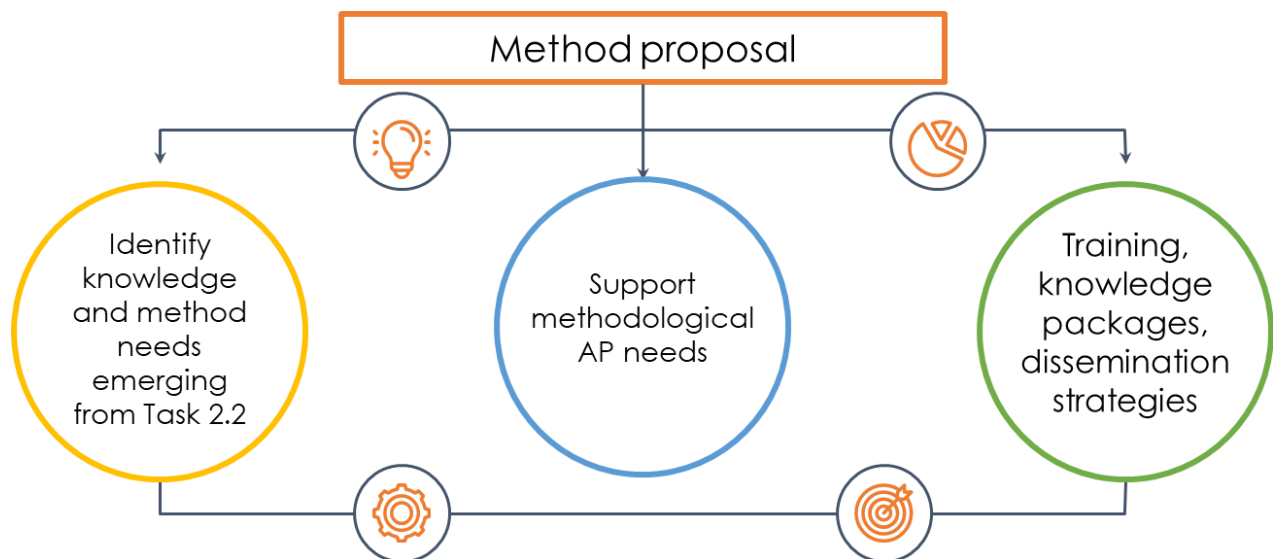 Method proposal
Identify
knowledge
and method
needs
emerging
from Task 2.2
Support
methodological
AP needs
Training,
knowledge
packages,
dissemination
strategies